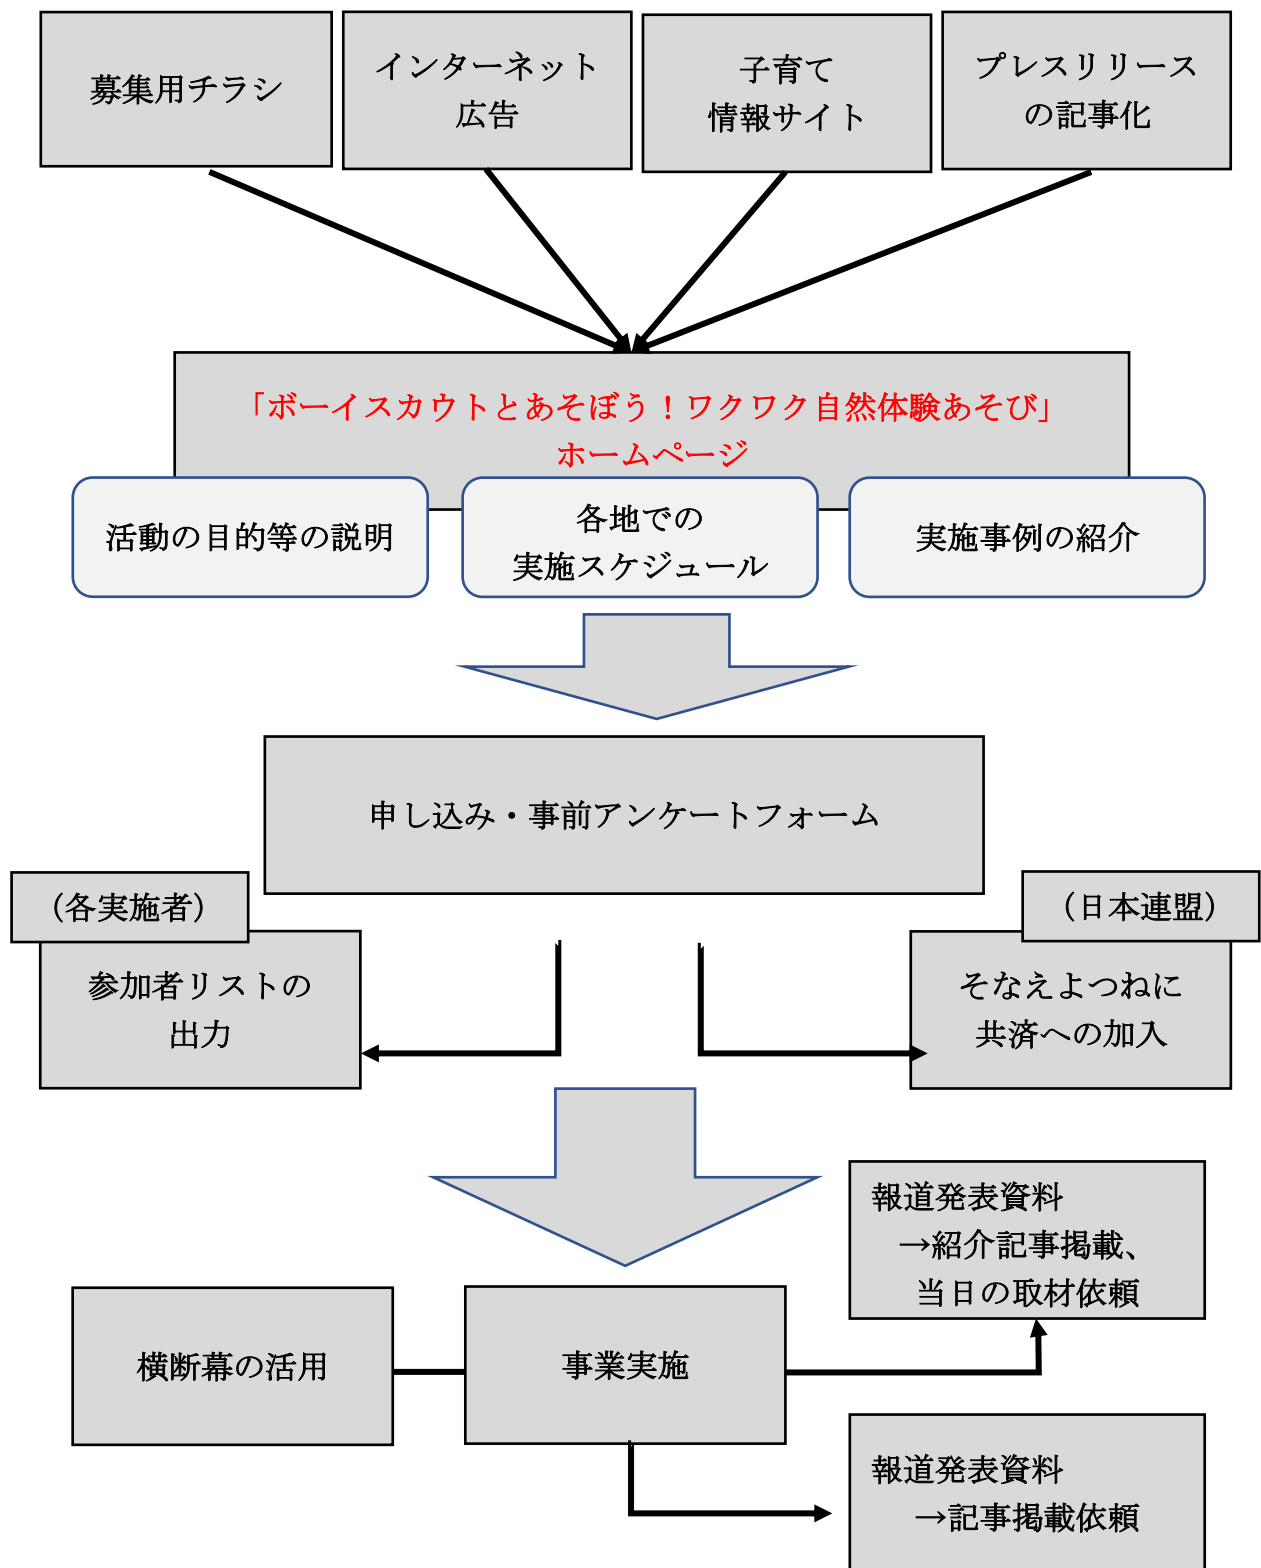 募集用チラシ
インターネット
広告
子育て
情報サイト
プレスリリース
の記事化
「ボーイスカウトとあそぼう！ワクワク自然体験あそび」
ホームページ
活動の目的等の説明
各地での
実施スケジュール
実施事例の紹介
申し込み・事前アンケートフォーム
（各実施者）
参加者リストの
出力
（日本連盟）
そなえよつねに
共済への加入
報道発表資料
→紹介記事掲載、
当日の取材依頼
横断幕の活用
事業実施
報道発表資料
→記事掲載依頼